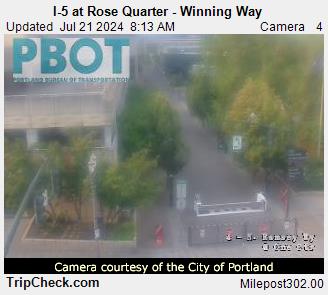 I-5 at Rose Quarter - Winning Way
Updated Jul 21 2024 8:13 AM Camera 4
PBOT
PORTLAND BUREAU OF TRANSPORTATION
Ramsay
Camera courtesy of the City of Portland
TripCheck.com Milepost302.00